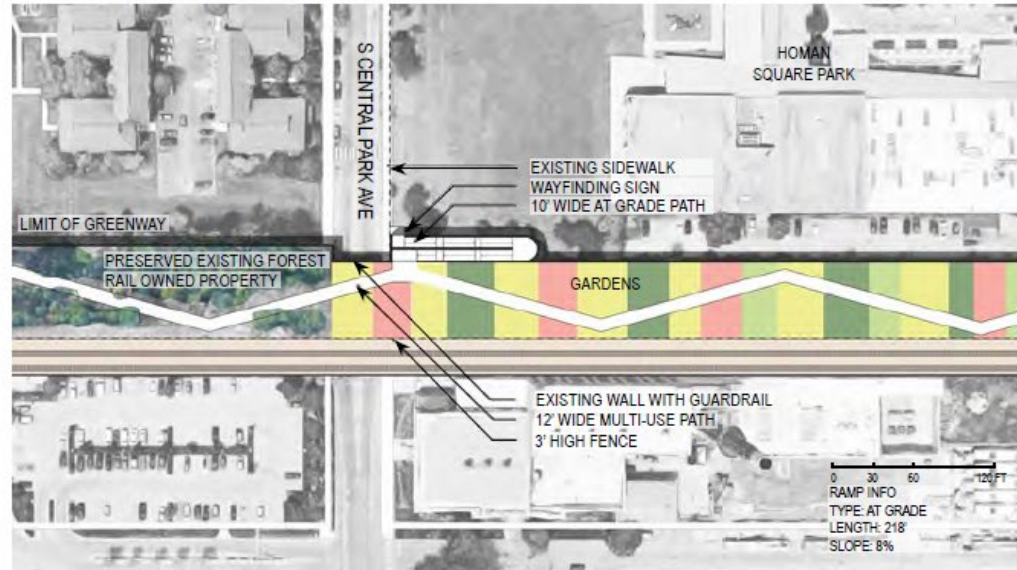 S CENTRAL PARK AVE
HOMAN
SQUARE PARK
EXISTING SIDEWALK
WAYFINDING SIGN
10' WIDE AT GRADE PATH
LIMIT OF GREENWAY
PRESERVED EXISTING FOREST
RAIL OWNED PROPERTY
GARDENS
EXISTING WALL WITH GUARDRAIL
12' WIDE MULTI-USE PATH
3' HIGH FENCE
0 30 60 120 FT
RAMP INFO
TYPE: AT GRADE
LENGTH: 218'
SLOPE: 8%